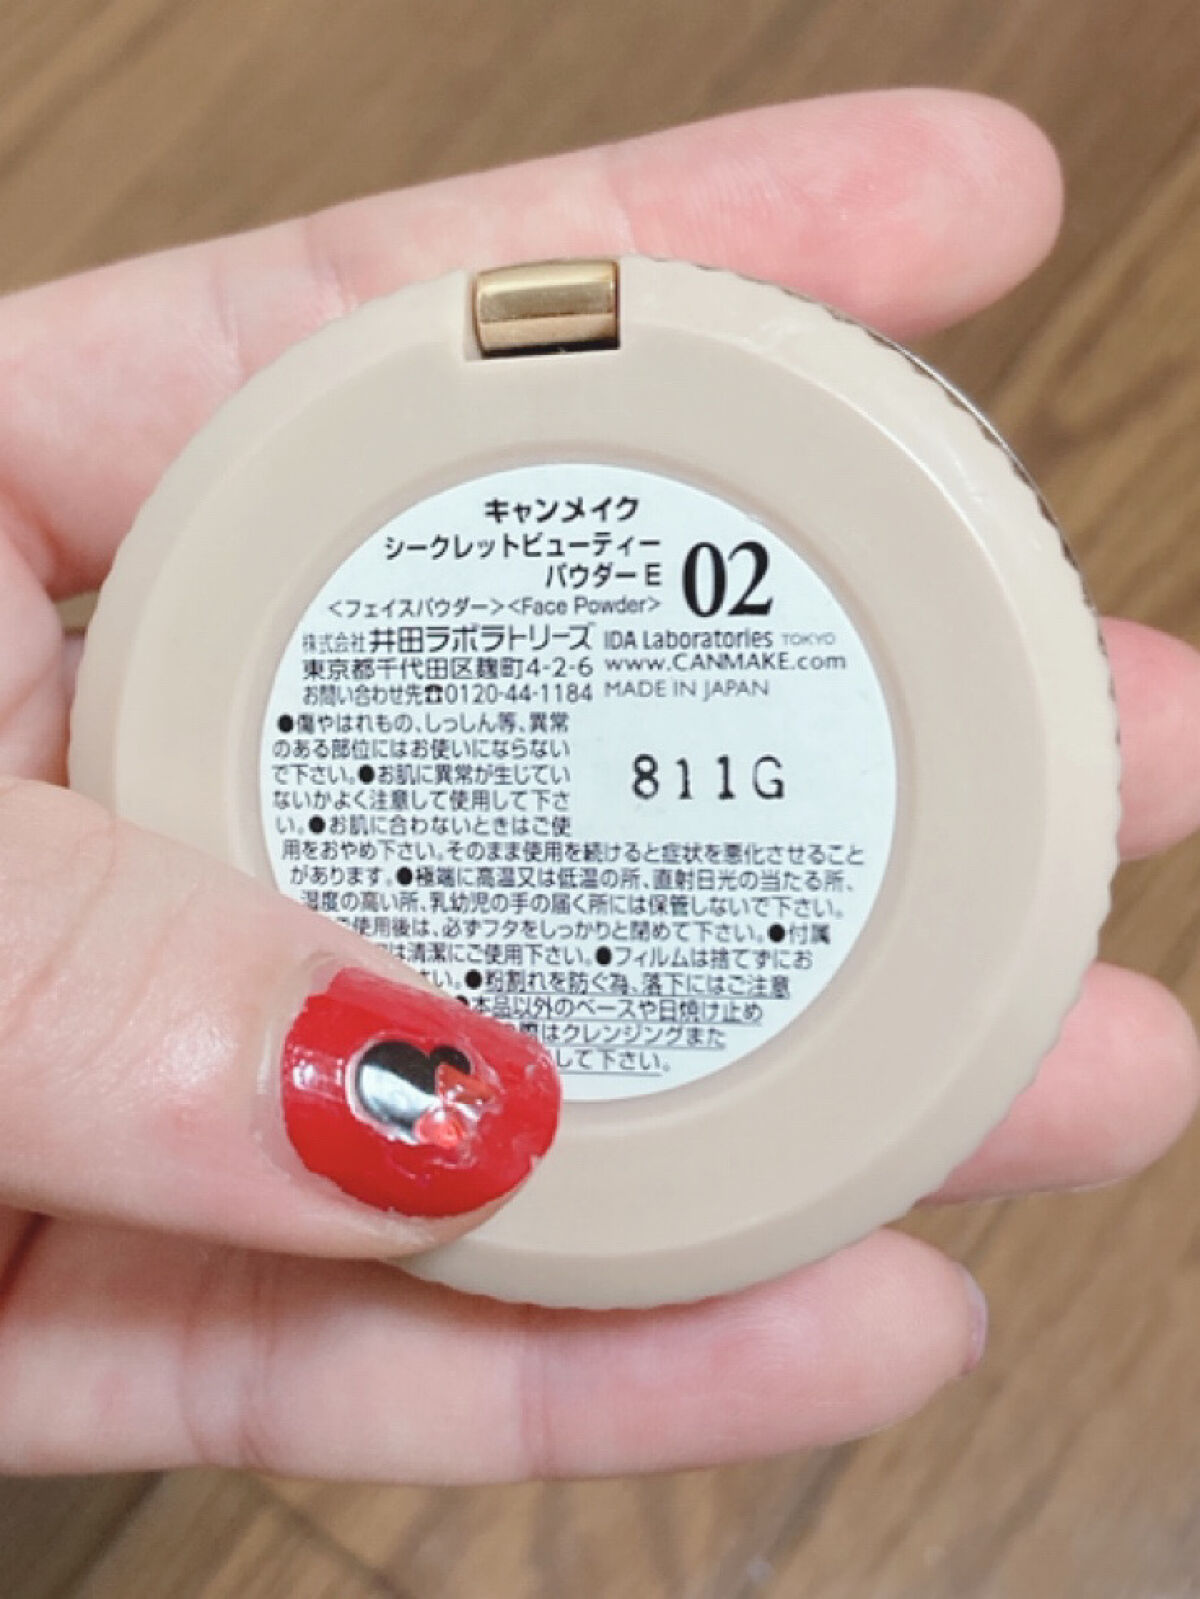 キャンメイク
シークレットビューティー
パウダー E
02
<フェイスパウダー><Face Powder>
株式会社 井田ラボラトリーズ IDA Laboratories TOKYO
東京都千代田区麹町4-2-6 www.CANMAKE.com
お問い合わせ先☎0120-44-1184 MADE IN JAPAN
●傷やはれもの、しっしん等、異常
のある部位にはお使いにならない
で下さい。●お肌に異常が生じてい
ないかよく注意して使用して下さ
い。●お肌に合わないときはご使
811G
用をおやめ下さい。そのまま使用を続けると症状を悪化させること
があります。●極端に高温又は低温の所、直射日光の当たる所、
湿度の高い所、乳幼児の手の届く所には保管しないで下さい。
使用後は、必ずフタをしっかりと閉めて下さい。●付属
は清潔にご使用下さい。●フィルムは捨てずにお
い。●粉割れを防ぐ為、落下にはご注意
●本品以外のベースや日焼け止め
はクレンジングまた
して下さい。